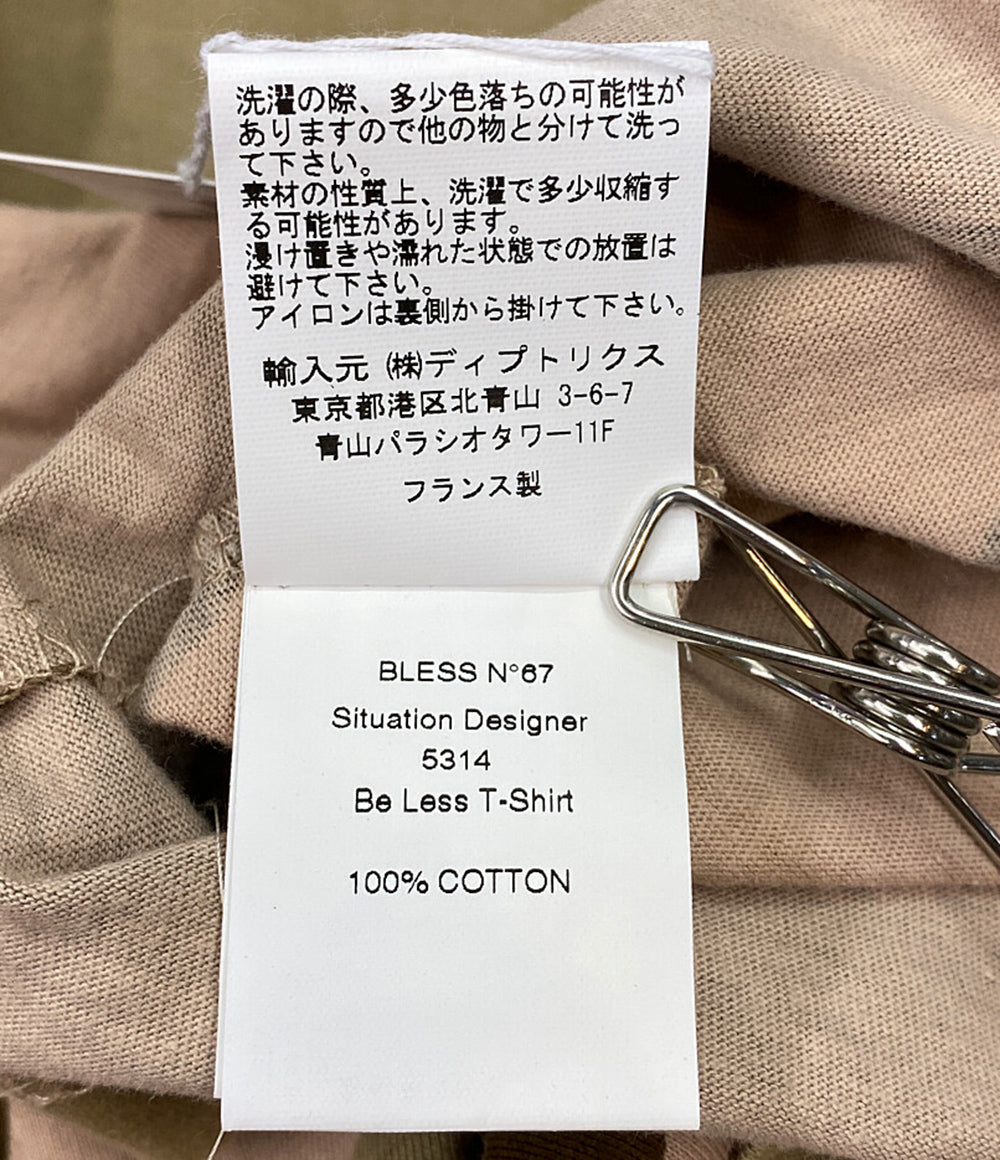 洗濯の際、多少色落ちの可能性が
ありますので他の物と分けて洗っ
て下さい。
素材の性質上、洗濯で多少収縮す
る可能性があります。
浸け置きや濡れた状態での放置は
避けて下さい。
アイロンは裏側から掛けて下さい。
輸入元 ㈱ディプトリクス
東京都港区北青山 3-6-7
青山パラシオタワー11F
フランス製
BLESS N°67
Situation Designer
5314
Be Less T-Shirt
100% COTTON